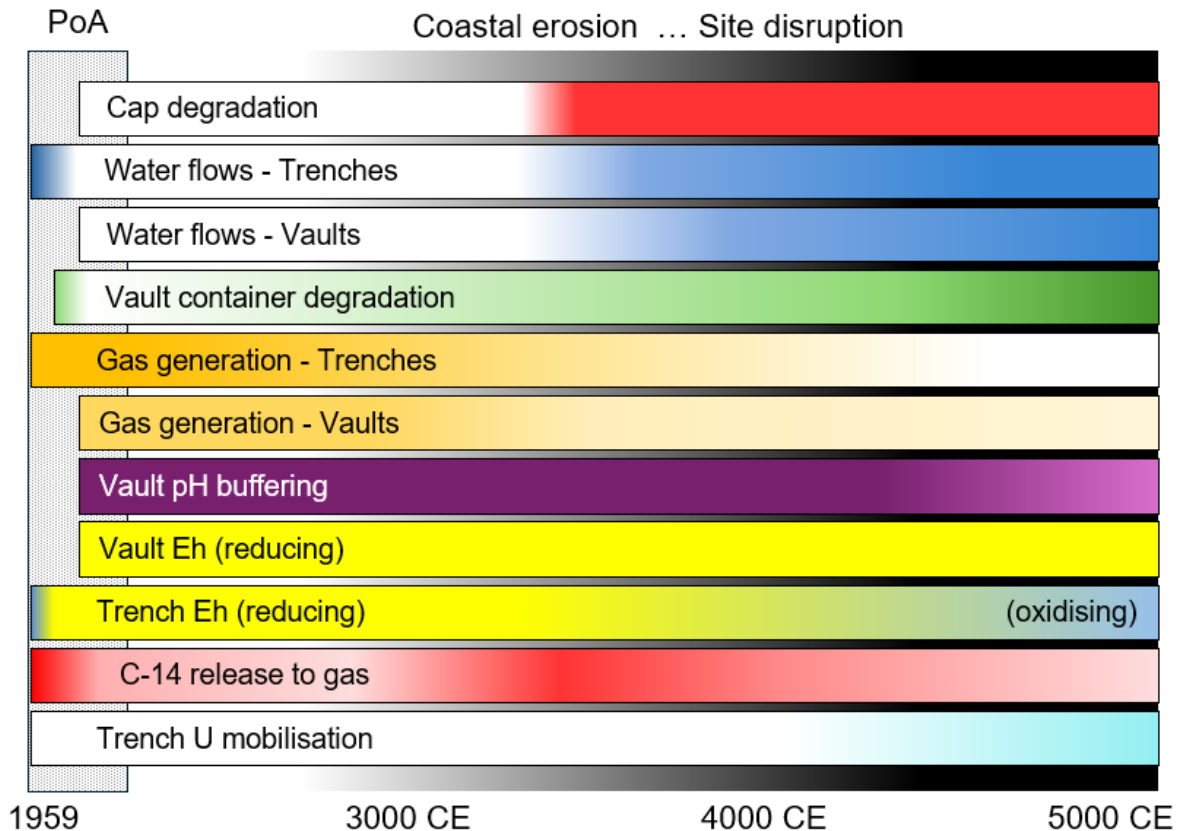 PoA
Coastal erosion … Site disruption
Cap degradation
Water flows - Trenches
Water flows - Vaults
Vault container degradation
Gas generation - Trenches
Gas generation - Vaults
Vault pH buffering
Vault Eh (reducing)
Trench Eh (reducing) (oxidising)
C-14 release to gas
Trench U mobilisation
1959 3000 CE 4000 CE 5000 CE